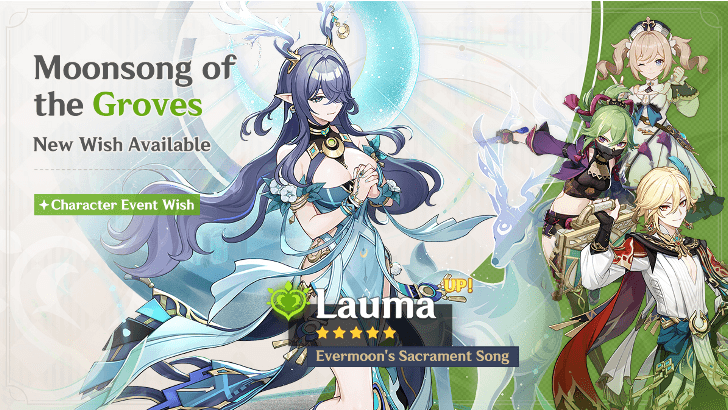 Moonsong of
the Groves
New Wish Available
Character Event Wish
UP!
Lauma
Evermoon's Sacrament Song